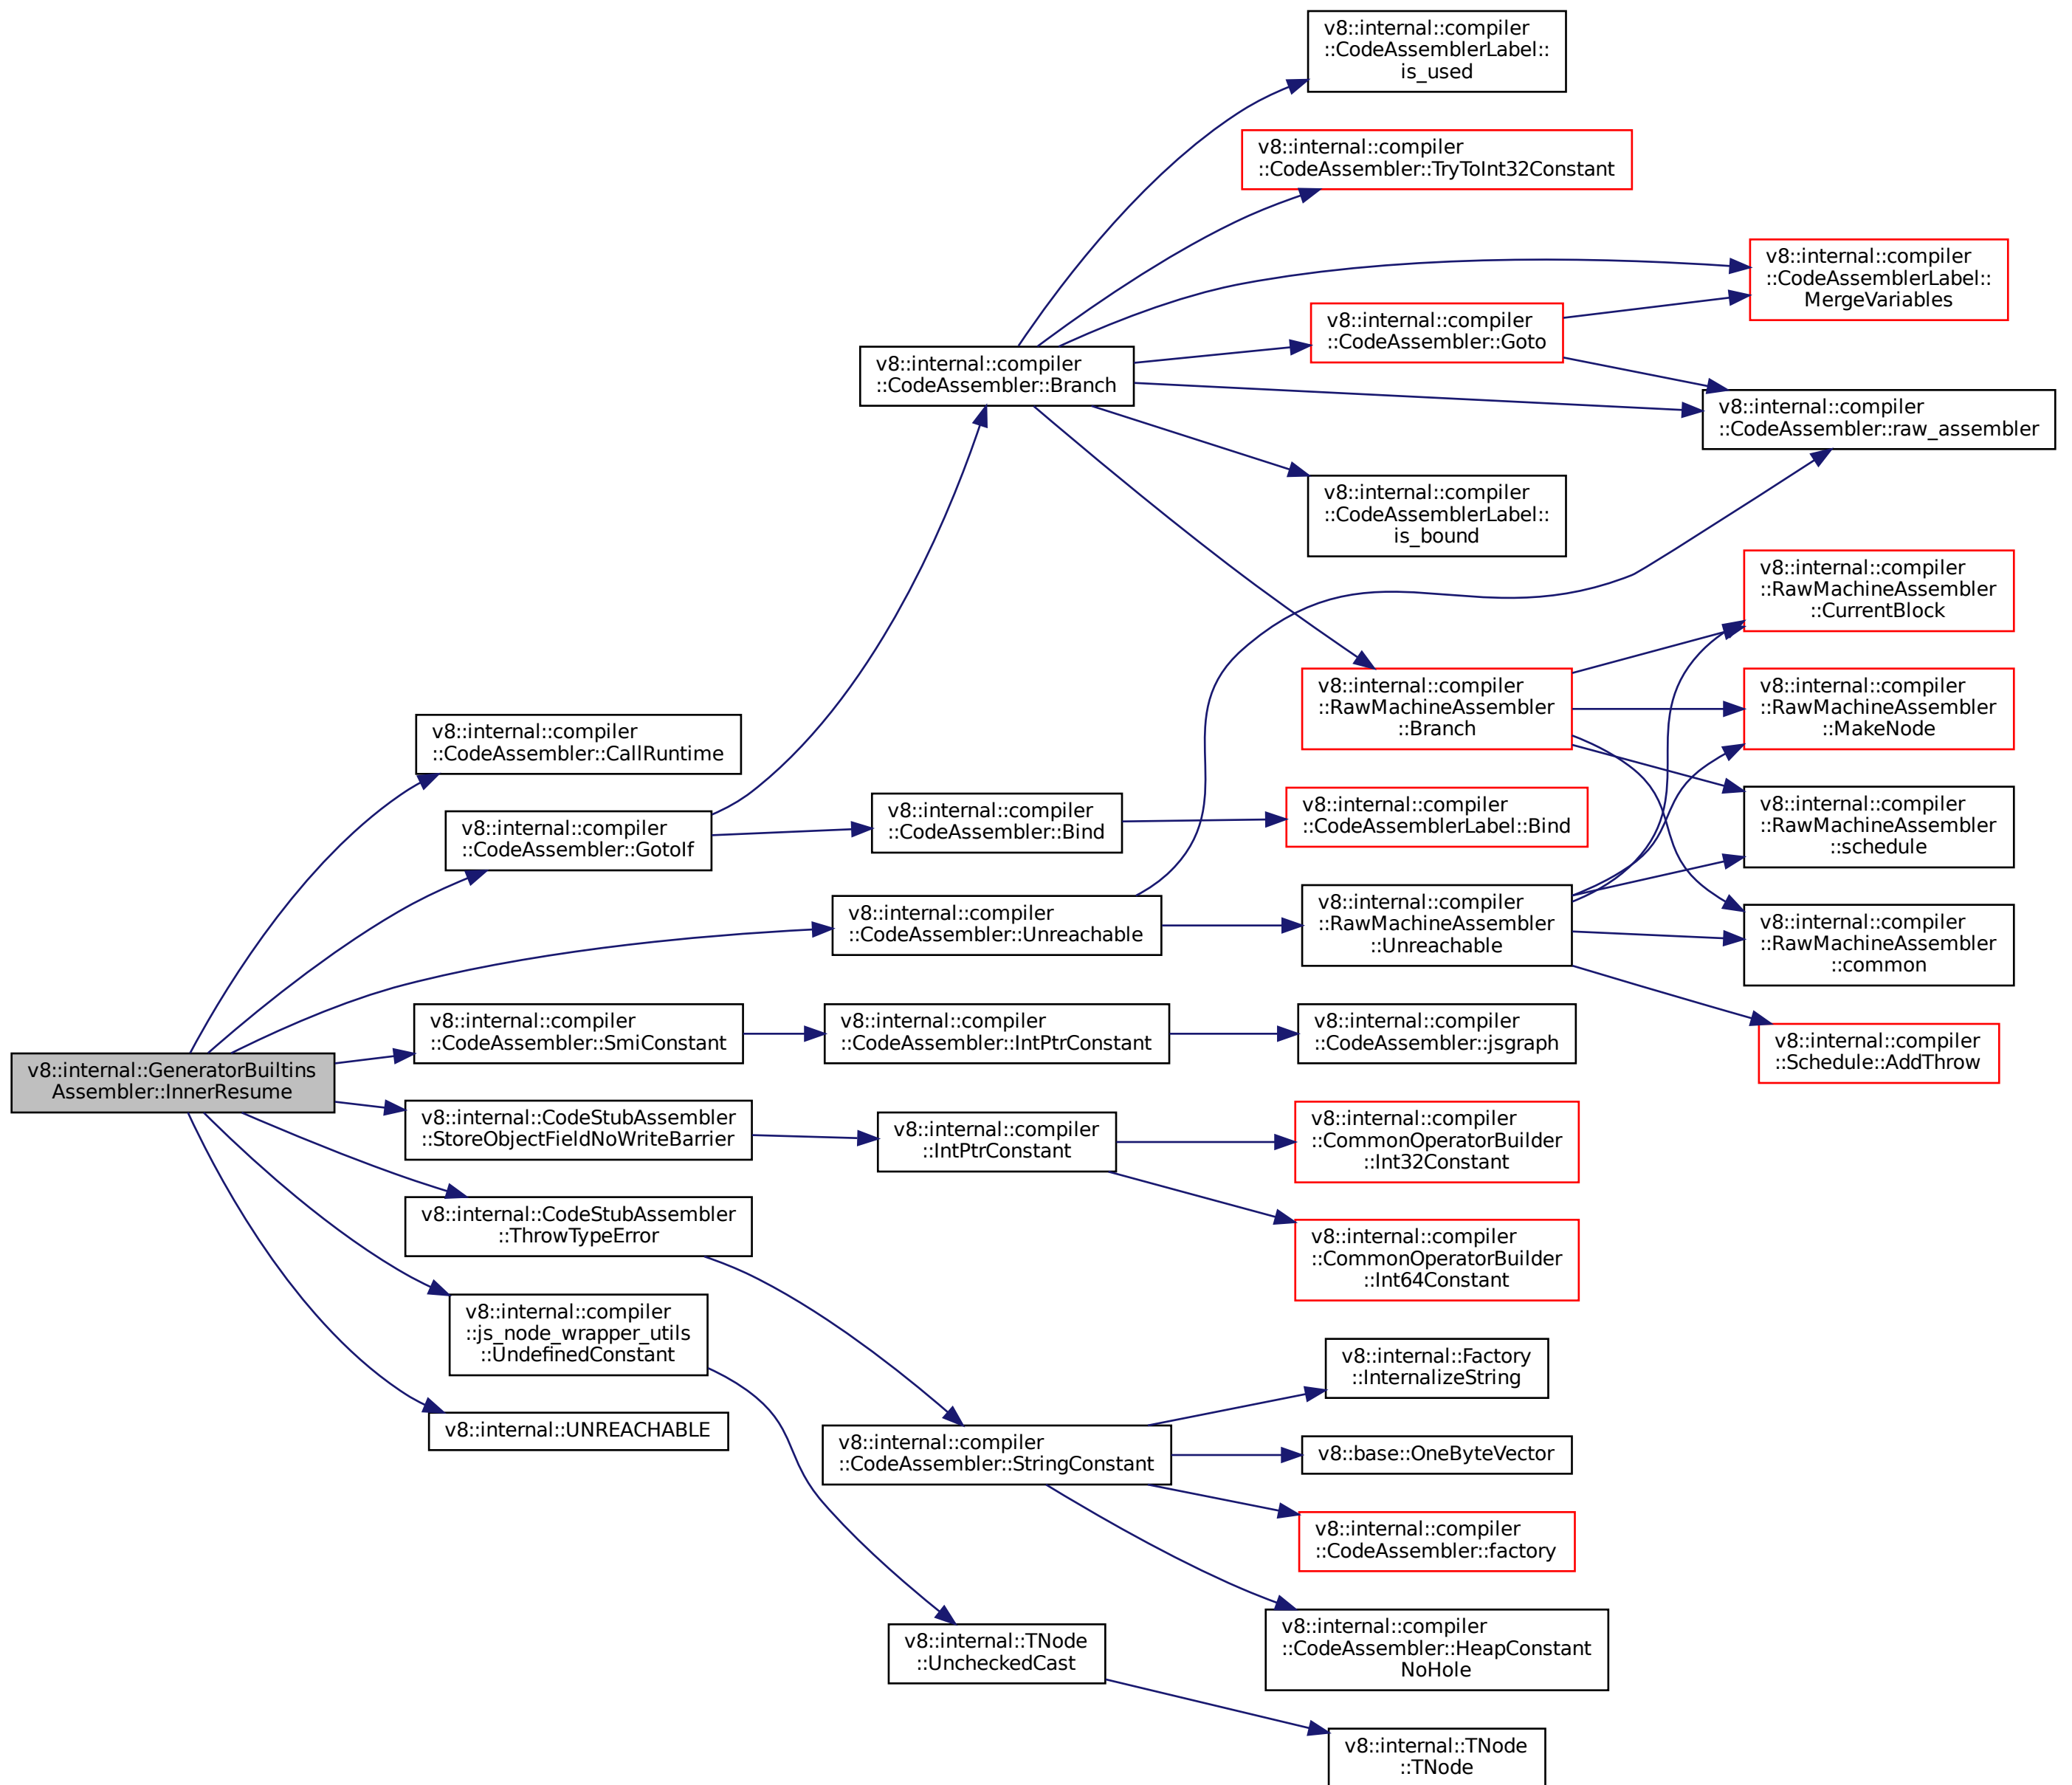 v8::internal::compiler
::CodeAssemblerLabel::
is_used
v8::internal::compiler
::CodeAssembler::TryToInt32Constant
v8::internal::compiler
::CodeAssemblerLabel::
MergeVariables
v8::internal::compiler
::CodeAssembler::Goto
v8::internal::compiler
::CodeAssembler::Branch
v8::internal::compiler
::CodeAssembler::raw_assembler
v8::internal::compiler
::CodeAssemblerLabel::
is_bound
v8::internal::compiler
::RawMachineAssembler
::CurrentBlock
v8::internal::compiler
::RawMachineAssembler
::Branch
v8::internal::compiler
::RawMachineAssembler
::MakeNode
v8::internal::compiler
::CodeAssembler::CallRuntime
v8::internal::compiler
::CodeAssembler::GotoIf
v8::internal::compiler
::CodeAssembler::Bind
v8::internal::compiler
::CodeAssemblerLabel::Bind
v8::internal::compiler
::RawMachineAssembler
::schedule
v8::internal::compiler
::CodeAssembler::Unreachable
v8::internal::compiler
::RawMachineAssembler
::Unreachable
v8::internal::compiler
::RawMachineAssembler
::common
v8::internal::compiler
::CodeAssembler::SmiConstant
v8::internal::compiler
::CodeAssembler::IntPtrConstant
v8::internal::compiler
::CodeAssembler::jsgraph
v8::internal::compiler
::Schedule::AddThrow
v8::internal::GeneratorBuiltins
Assembler::InnerResume
v8::internal::CodeStubAssembler
::StoreObjectFieldNoWriteBarrier
v8::internal::compiler
::IntPtrConstant
v8::internal::compiler
::CommonOperatorBuilder
::Int32Constant
v8::internal::CodeStubAssembler
::ThrowTypeError
v8::internal::compiler
::CommonOperatorBuilder
::Int64Constant
v8::internal::compiler
::js_node_wrapper_utils
::UndefinedConstant
v8::internal::Factory
::InternalizeString
v8::internal::UNREACHABLE
v8::internal::compiler
::CodeAssembler::StringConstant
v8::base::OneByteVector
v8::internal::compiler
::CodeAssembler::factory
v8::internal::compiler
::CodeAssembler::HeapConstant
NoHole
v8::internal::TNode
::UncheckedCast
v8::internal::TNode
::TNode